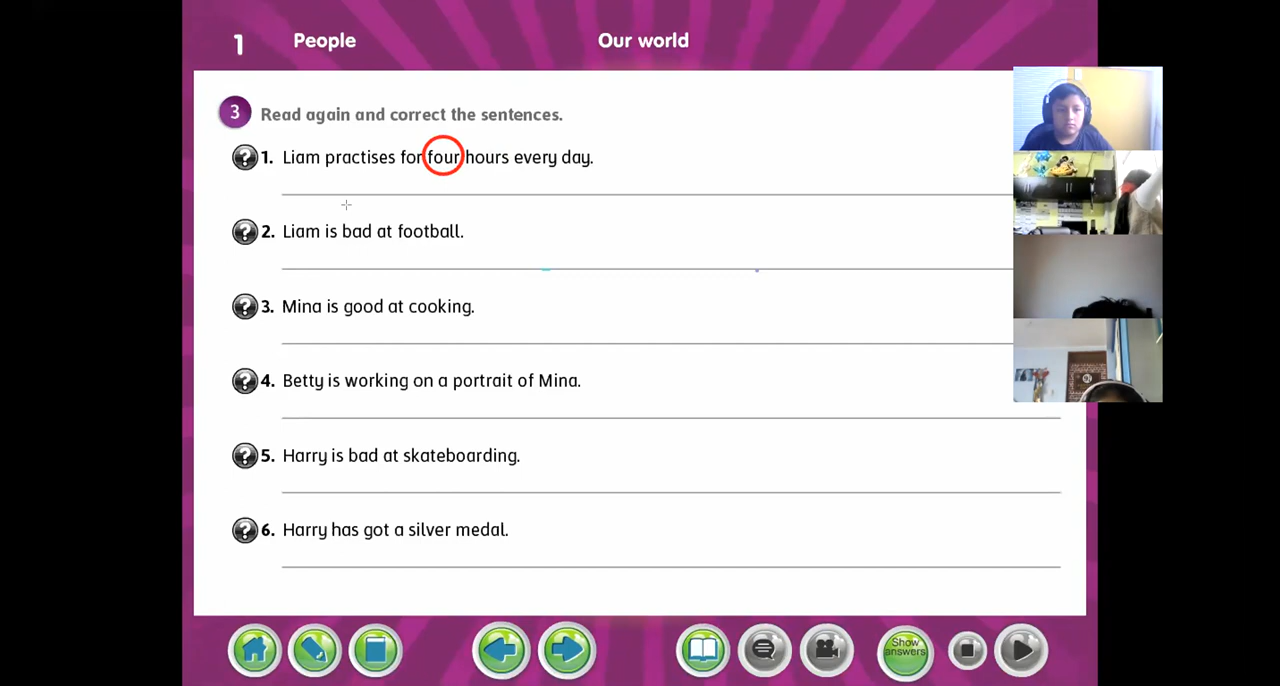 1 People Our world
3 Read again and correct the sentences.
1. Liam practises for four hours every day.
2. Liam is bad at football.
3. Mina is good at cooking.
4. Betty is working on a portrait of Mina.
5. Harry is bad at skateboarding.
6. Harry has got a silver medal.
Show
answers